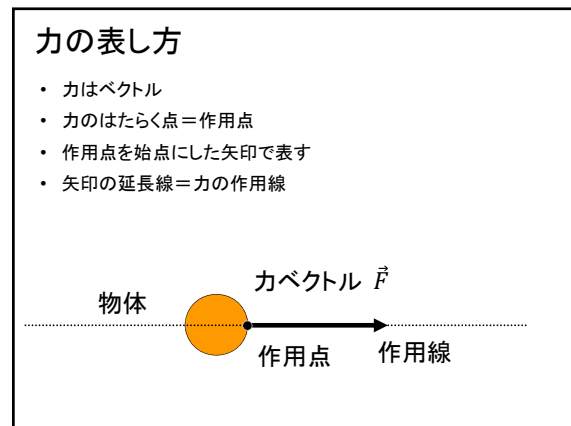 力の表し方
• 力はベクトル
• 力のはたらく点＝作用点
• 作用点を始点にした矢印で表す
• 矢印の延長線＝力の作用線
力ベクトル $\vec{F}$
物体
作用点
作用線